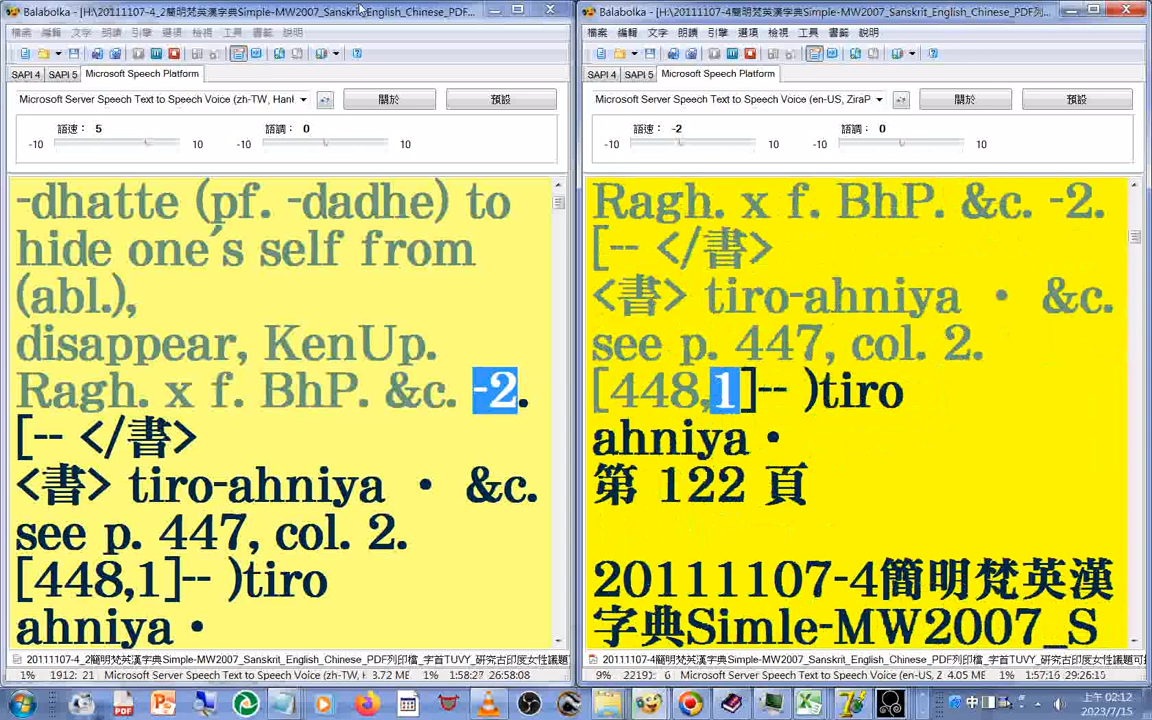 Balabolka - [H:\20111107-4_2簡明梵英漢字典Simple-MW2007_Sanskrit_English_Chinese_PDF...
檔案 編輯 文字 朗讀 引擎 選項 檢視 工具 書籤 說明
SAPI 4 SAPI 5 Microsoft Speech Platform
Microsoft Server Speech Text to Speech Voice (zh-TW, Hanl
關於
預設
語速： 5
語調： 0
-10 10 -10 10
-dhatte (pf. -dadhe) to
hide one´s self from
(abl.),
disappear, KenUp.
Ragh. x f. BhP. &c. -2.
[-- </書>
<書> tiro-ahniya • &c.
see p. 447, col. 2.
[448,1]-- )tiro
ahniya •
20111107-4_2簡明梵英漢字典Simple-MW2007_Sanskrit_English_Chinese_PDF列印檔_字首TUVY_研究古印度女性議題
1% 1912: 21 Microsoft Server Speech Text to Speech Voice (zh-TW, H 3.72 ME 1% 1:58:27 26:58:08
Balabolka - [H:\20111107-4簡明梵英漢字典Simple-MW2007_Sanskrit_English_Chinese_PDF列...
檔案 編輯 文字 朗讀 引擎 選項 檢視 工具 書籤 說明
SAPI 4 SAPI 5 Microsoft Speech Platform
Microsoft Server Speech Text to Speech Voice (en-US, ZiraP
關於
預設
語速： -2
語調： 0
-10 10 -10 10
Ragh. x f. BhP. &c. -2.
[-- </書>
<書> tiro-ahniya • &c.
see p. 447, col. 2.
[448,1]-- )tiro
ahniya •
第 122 頁
20111107-4簡明梵英漢
字典Simle-MW2007_S
20111107-4簡明梵英漢字典Simple-MW2007_Sanskrit_English_Chinese_PDF列印檔_研究古印度女性議題可
9% 22191: 6 Microsoft Server Speech Text to Speech Voice (en-US, Z 4.05 ME 1% 1:57:16 29:26:15
PDF
中
上午 02:12
2023/7/15